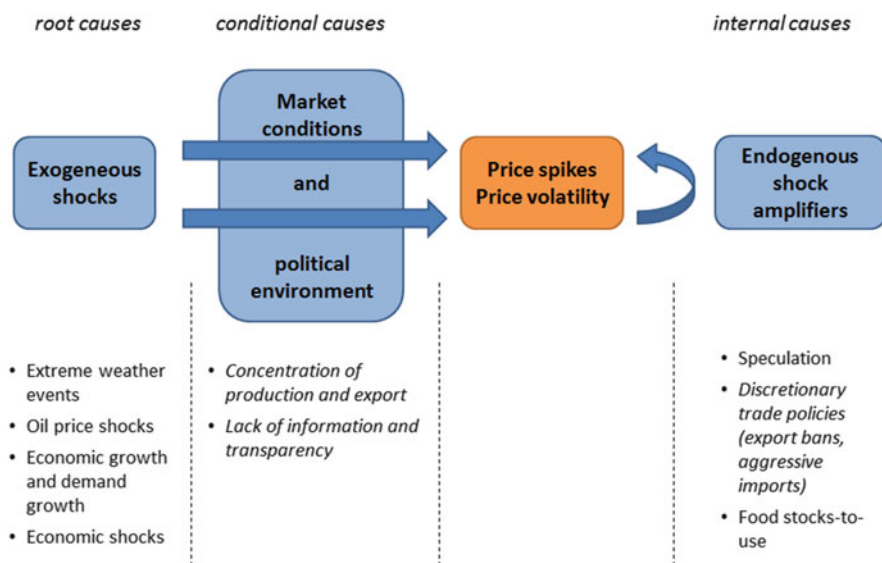 root causes
conditional causes
internal causes
Exogeneous
shocks
Market
conditions
and
political
environment
Price spikes
Price volatility
Endogenous
shock
amplifiers
• Extreme weather
events
• Oil price shocks
• Economic growth
and demand
growth
• Economic shocks
• Concentration of
production and export
• Lack of information and
transparency
• Speculation
• Discretionary
trade policies
(export bans,
aggressive
imports)
• Food stocks-to-
use